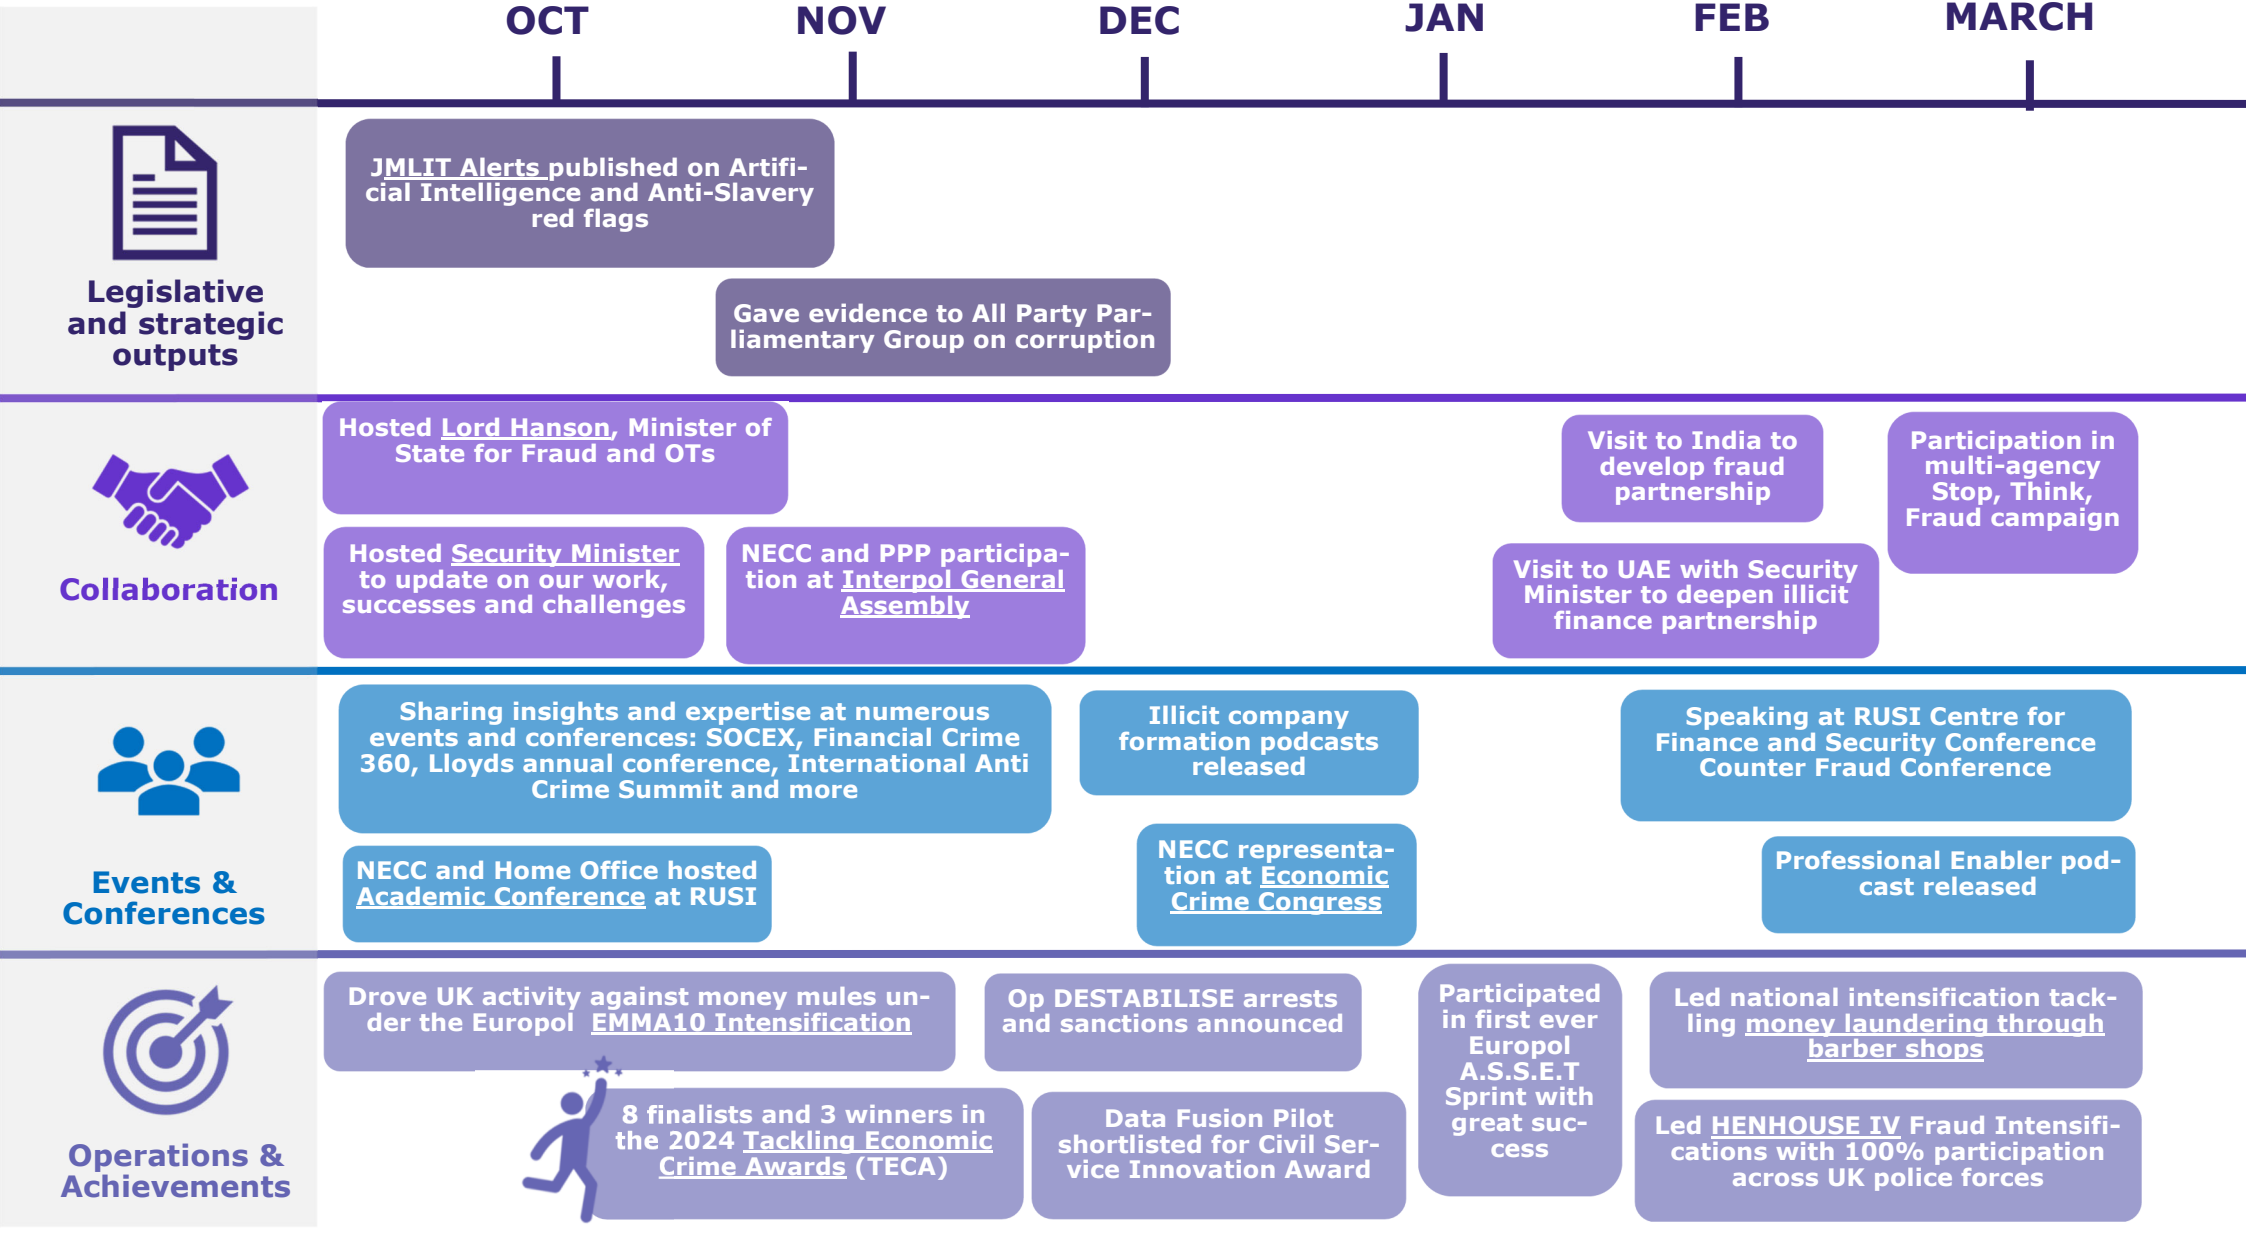 OCT NOV DEC JAN FEB MARCH
Legislative
and strategic
outputs
JMLIT Alerts published on Artifi-
cial Intelligence and Anti-Slavery
red flags
Gave evidence to All Party Par-
liamentary Group on corruption
Collaboration
Hosted Lord Hanson, Minister of
State for Fraud and OTs
Hosted Security Minister
to update on our work,
successes and challenges
NECC and PPP participa-
tion at Interpol General
Assembly
Visit to India to
develop fraud
partnership
Visit to UAE with Security
Minister to deepen illicit
finance partnership
Participation in
multi-agency
Stop, Think,
Fraud campaign
Events &
Conferences
Sharing insights and expertise at numerous
events and conferences: SOCEX, Financial Crime
360, Lloyds annual conference, International Anti
Crime Summit and more
NECC and Home Office hosted
Academic Conference at RUSI
Illicit company
formation podcasts
released
NECC representa-
tion at Economic
Crime Congress
Speaking at RUSI Centre for
Finance and Security Conference
Counter Fraud Conference
Professional Enabler pod-
cast released
Operations &
Achievements
Drove UK activity against money mules un-
der the Europol EMMA10 Intensification
8 finalists and 3 winners in
the 2024 Tackling Economic
Crime Awards (TECA)
Op DESTABILISE arrests
and sanctions announced
Data Fusion Pilot
shortlisted for Civil Ser-
vice Innovation Award
Participated
in first ever
Europol
A.S.S.E.T
Sprint with
great suc-
cess
Led national intensification tack-
ling money laundering through
barber shops
Led HENHOUSE IV Fraud Intensifi-
cations with 100% participation
across UK police forces